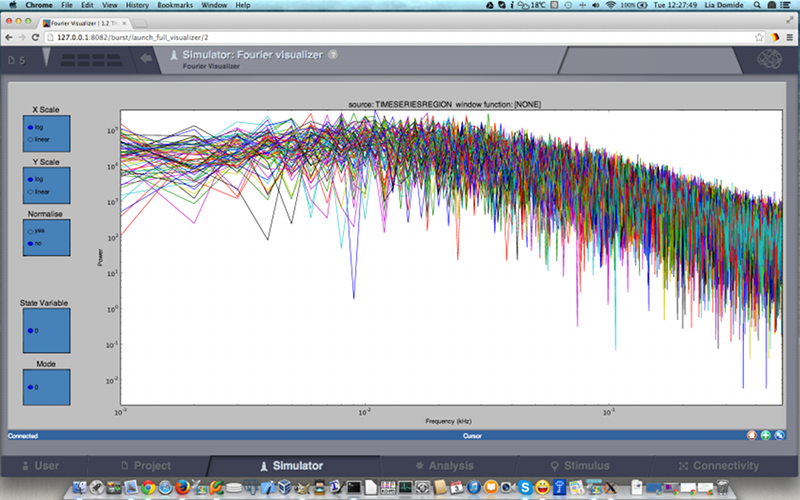 Chrome File Edit View History Bookmarks Window Help 18°C 100% Tue 12:27:49 Lia Domide
Fourier Visualizer | 1.2 Th
127.0.0.1:8082/burst/launch_full_visualizer/2
5
Simulator: Fourier visualizer ?
Fourier Visualizer
source: TIMESERIESREGION window function: [NONE]
X Scale
log
linear
Y Scale
log
linear
Normalise
yes
no
State Variable
0
Mode
0
Power
10^5
10^4
10^3
10^2
10^1
10^0
10^-1
10^-2
10^-3 10^-2 10^-1
Frequency (kHz)
Connected Cursor
User Project Simulator Analysis Stimulus Connectivity